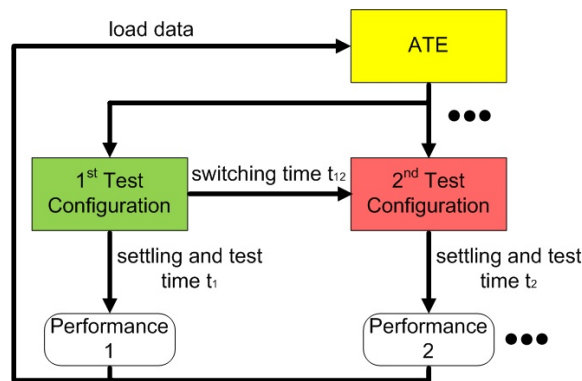 load data
ATE
1st Test
Configuration
switching time t12
2nd Test
Configuration
settling and test
time t1
settling and test
time t2
Performance
1
Performance
2